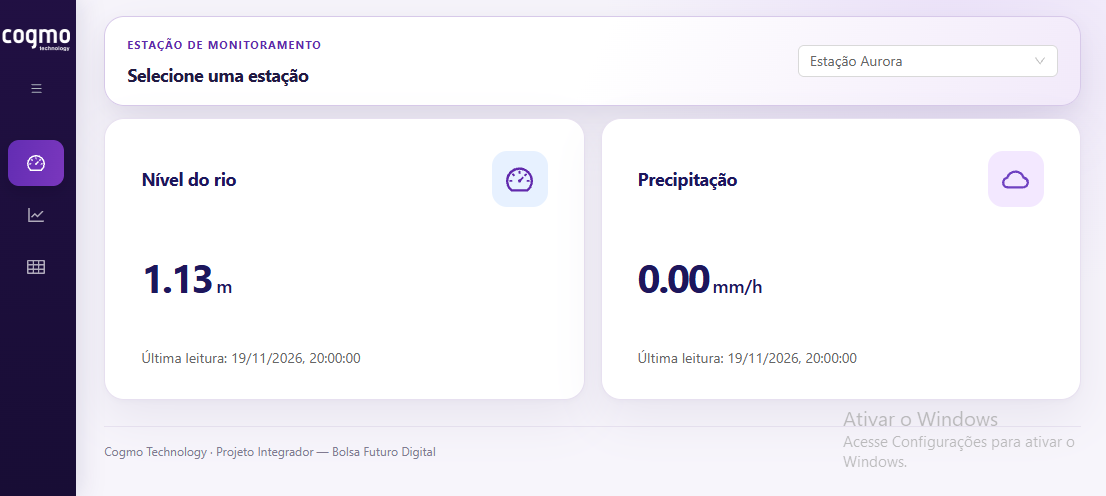 cogmo
technology
ESTAÇÃO DE MONITORAMENTO
Selecione uma estação
Estação Aurora
Nível do rio
1.13 m
Última leitura: 19/11/2026, 20:00:00
Precipitação
0.00 mm/h
Última leitura: 19/11/2026, 20:00:00
Cogmo Technology · Projeto Integrador — Bolsa Futuro Digital
Ativar o Windows
Acesse Configurações para ativar o
Windows.